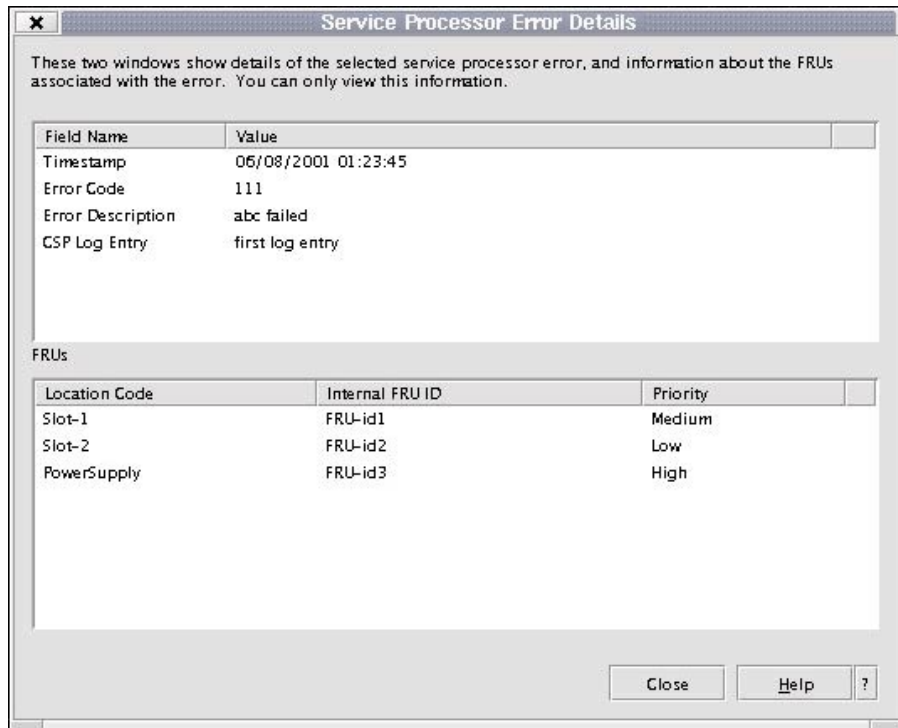 Service Processor Error Details
These two windows show details of the selected service processor error, and information about the FRUs
associated with the error. You can only view this information.
Field Name Value
Timestamp 06/08/2001 01:23:45
Error Code 111
Error Description abc failed
CSP Log Entry first log entry
FRUs
Location Code Internal FRU ID Priority
Slot-1 FRU-id1 Medium
Slot-2 FRU-id2 Low
PowerSupply FRU-id3 High
Close Help ?